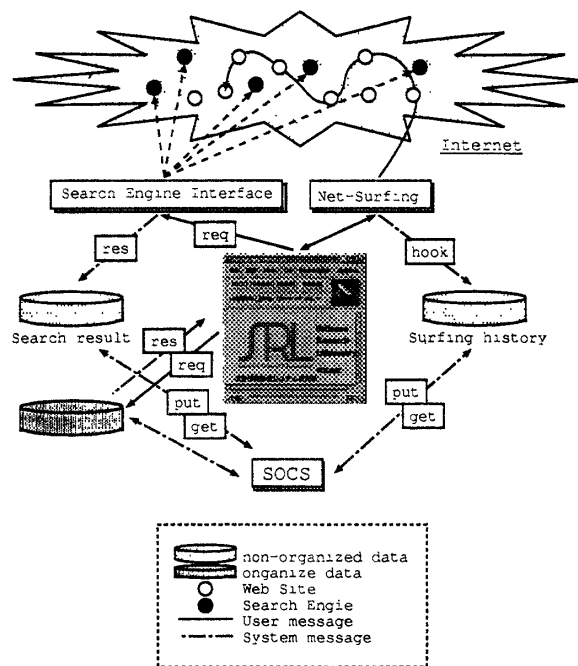 Internet
Search Engine Interface
Net-Surfing
req
res
hook
Search result
Surfing history
res
req
put
get
put
get
SOCS
non-organized data
onganize data
Web Site
Search Engie
User message
System message